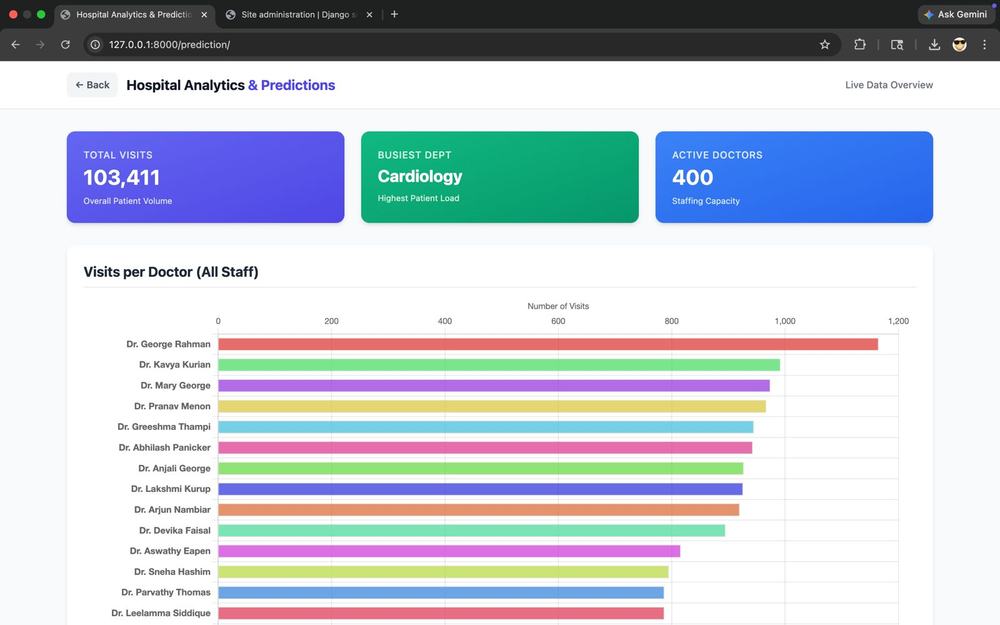 Hospital Analytics & Predictio
Site administration | Django s
Ask Gemini
127.0.0.1:8000/prediction/
← Back
Hospital Analytics & Predictions
Live Data Overview
TOTAL VISITS
103,411
Overall Patient Volume
BUSIEST DEPT
Cardiology
Highest Patient Load
ACTIVE DOCTORS
400
Staffing Capacity
Visits per Doctor (All Staff)
Number of Visits
0 200 400 600 800 1,000 1,200
Dr. George Rahman
Dr. Kavya Kurian
Dr. Mary George
Dr. Pranav Menon
Dr. Greeshma Thampi
Dr. Abhilash Panicker
Dr. Anjali George
Dr. Lakshmi Kurup
Dr. Arjun Nambiar
Dr. Devika Faisal
Dr. Aswathy Eapen
Dr. Sneha Hashim
Dr. Parvathy Thomas
Dr. Leelamma Siddique